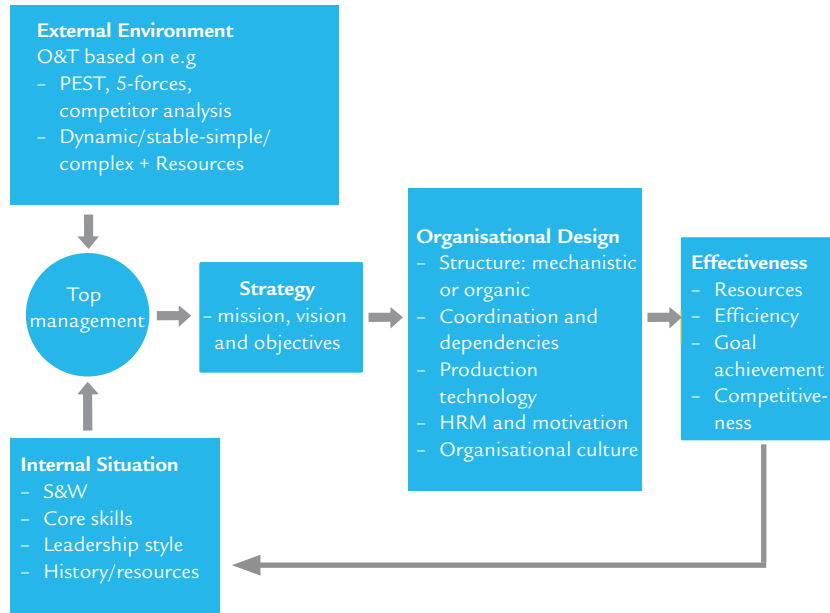 External Environment
O&T based on e.g
– PEST, 5-forces,
competitor analysis
– Dynamic/stable-simple/
complex + Resources
Top
management
Strategy
– mission, vision
and objectives
Organisational Design
– Structure: mechanistic
or organic
– Coordination and
dependencies
– Production
technology
– HRM and motivation
– Organisational culture
Effectiveness
– Resources
– Efficiency
– Goal
achievement
– Competitive-
ness
Internal Situation
– S&W
– Core skills
– Leadership style
– History/resources